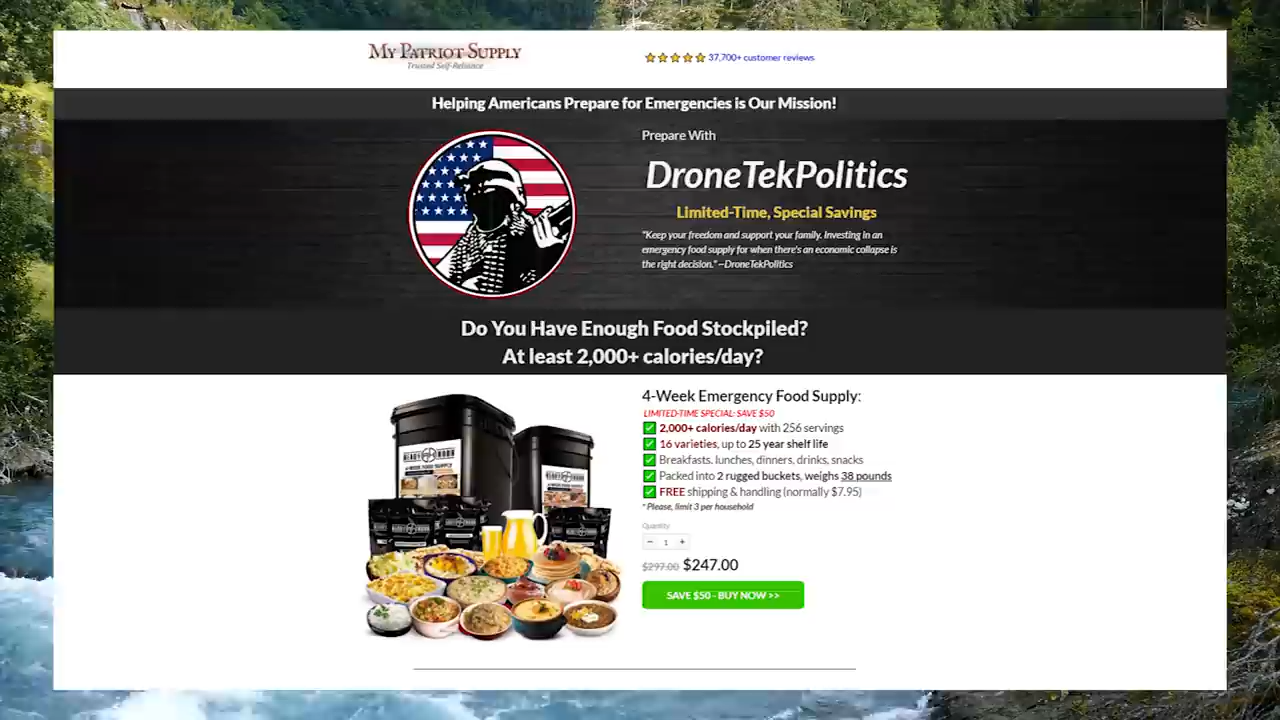 MY PATRIOT SUPPLY
Trusted Self-Reliance
37,700+ customer reviews
Helping Americans Prepare for Emergencies is Our Mission!
Prepare With
DroneTekPolitics
Limited-Time, Special Savings
"Keep your freedom and support your family. Investing in an
emergency food supply for when there's an economic collapse is
the right decision." –DroneTekPolitics
Do You Have Enough Food Stockpiled?
At least 2,000+ calories/day?
4-Week Emergency Food Supply:
LIMITED-TIME SPECIAL: SAVE $50
2,000+ calories/day with 256 servings
16 varieties, up to 25 year shelf life
Breakfasts, lunches, dinners, drinks, snacks
Packed into 2 rugged buckets, weighs 38 pounds
FREE shipping & handling (normally $7.95)
* Please, limit 3 per household
Quantity
− 1 +
$297.00 $247.00
SAVE $50 - BUY NOW >>